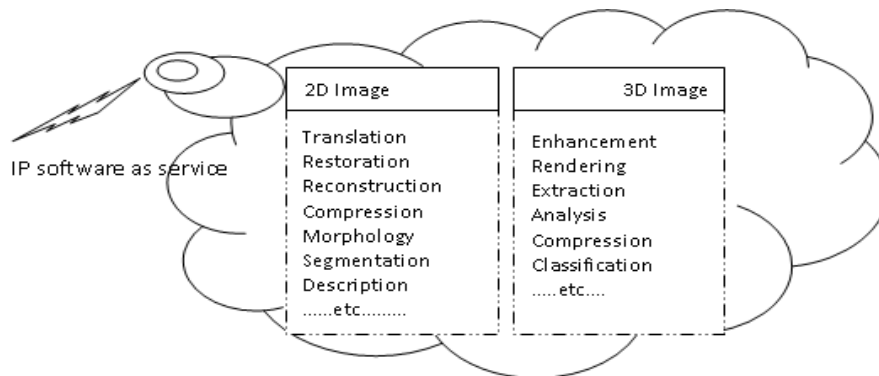 2D Image
3D Image
IP software as service
Translation
Restoration
Reconstruction
Compression
Morphology
Segmentation
Description
......etc.........
Enhancement
Rendering
Extraction
Analysis
Compression
Classification
.....etc....